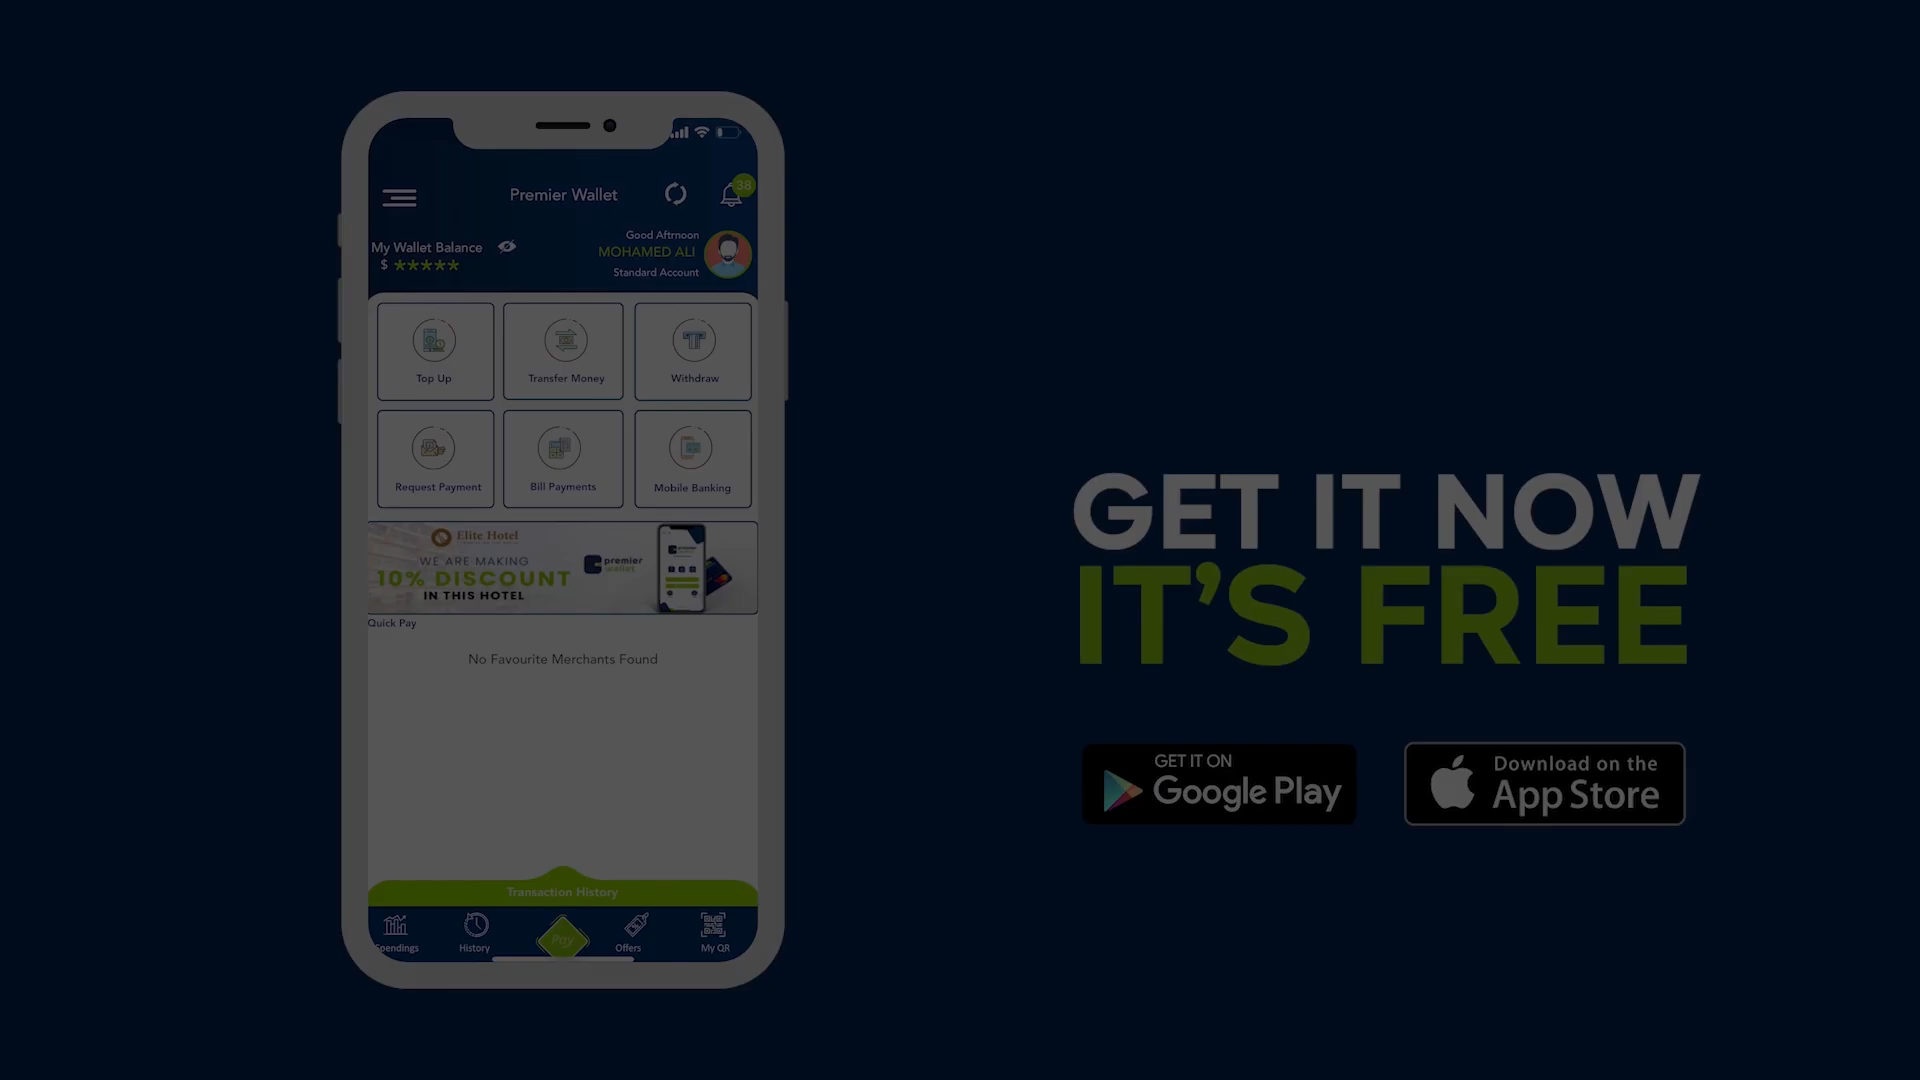 Premier Wallet
38
My Wallet Balance
$ *****
Good Aftrnoon
MOHAMED ALI
Standard Account
Top Up
Transfer Money
Withdraw
Request Payment
Bill Payments
Mobile Banking
Elite Hotel
WE ARE MAKING
10% DISCOUNT
IN THIS HOTEL
premier
wallet
Quick Pay
No Favourite Merchants Found
Transaction History
Spendings
History
Pay
Offers
My QR
GET IT NOW
IT'S FREE
GET IT ON
Google Play
Download on the
App Store